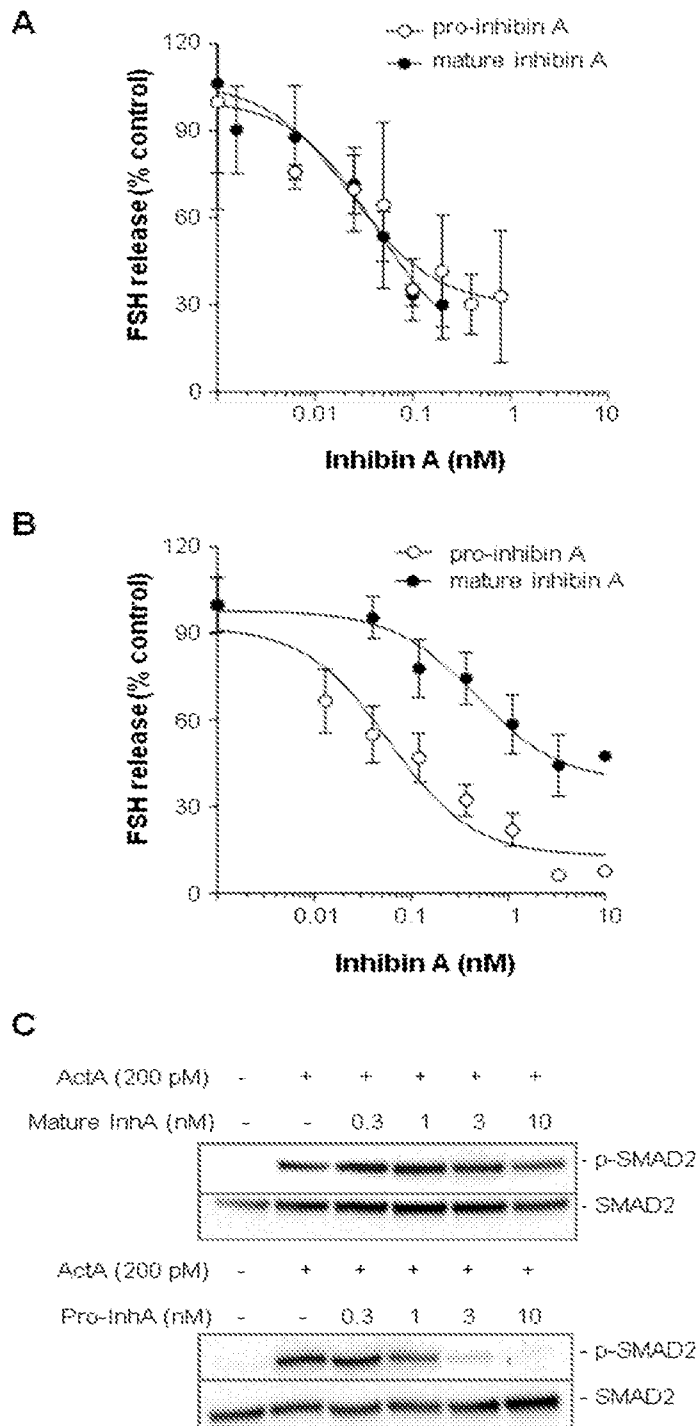 A
pro-inhibin A
mature inhibin A
FSH release (% control)
120
90
60
30
0
0.01 0.1 1 10
Inhibin A (nM)
B
pro-inhibin A
mature inhibin A
FSH release (% control)
120
90
60
30
0
0.01 0.1 1 10
Inhibin A (nM)
C
ActA (200 pM) - + + + + +
Mature InhA (nM) - - 0.3 1 3 10
- p-SMAD2
- SMAD2
ActA (200 pM) - + + + + +
Pro-InhA (nM) - - 0.3 1 3 10
- p-SMAD2
- SMAD2